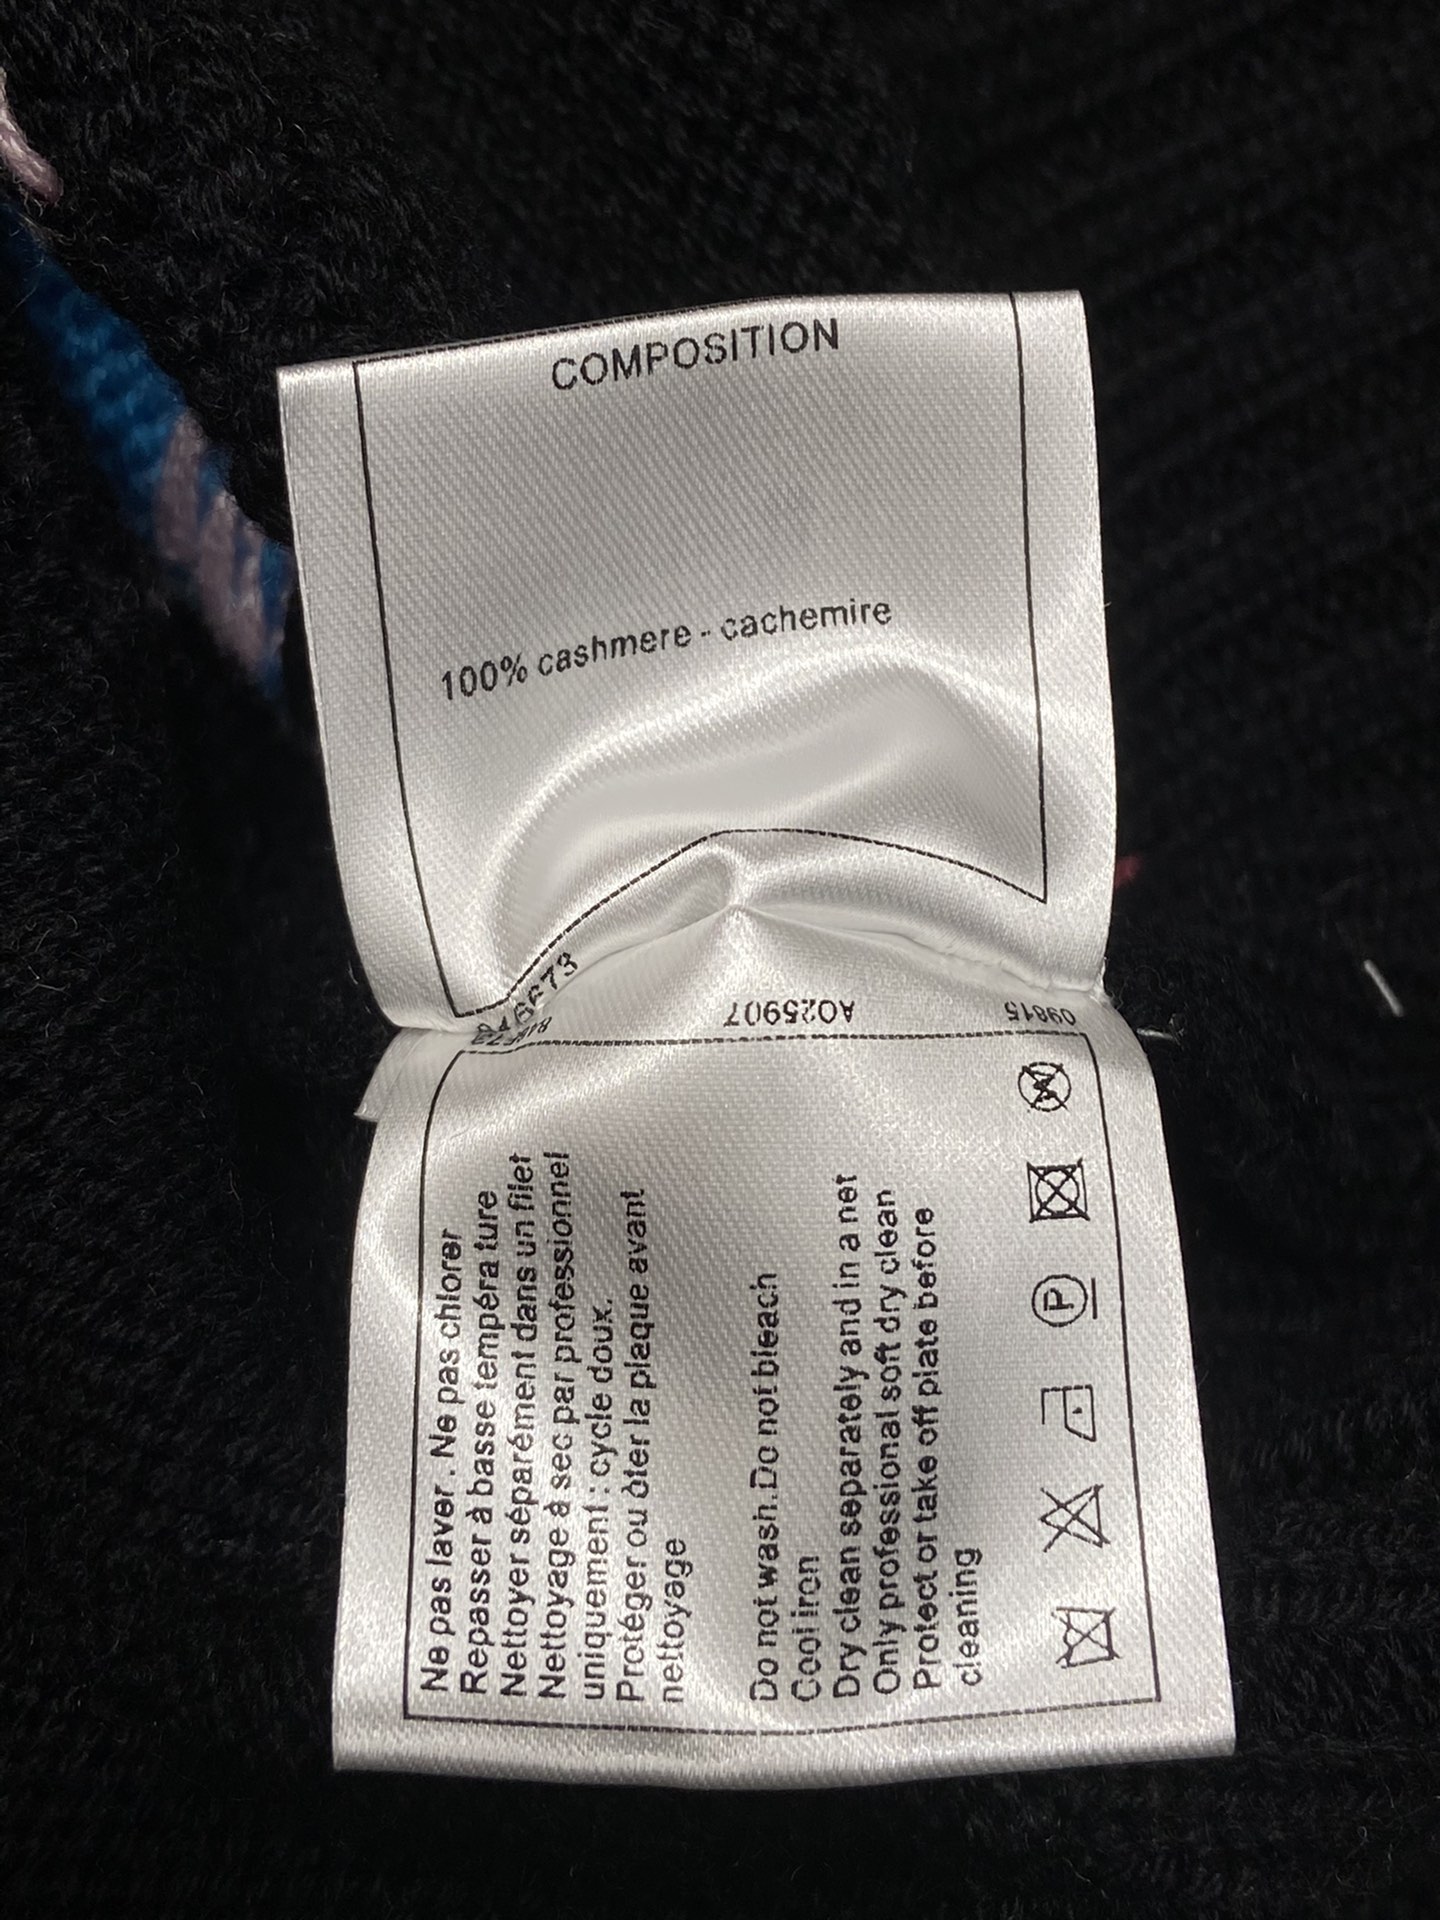 COMPOSITION
100% cashmere - cachemire
AO25907
09815
Ne pas laver. Ne pas chlorer
Repasser à basse tempéra ture
Nettoyer séparément dans un filet
Nettoyage à sec par professionnel
uniquement : cycle doux.
Protéger ou ôter la plaque avant
nettoyage
Do not wash.Do not bleach
Cool iron
Dry clean separately and in a net
Only professional soft dry clean
Protect or take off plate before
cleaning
P
W